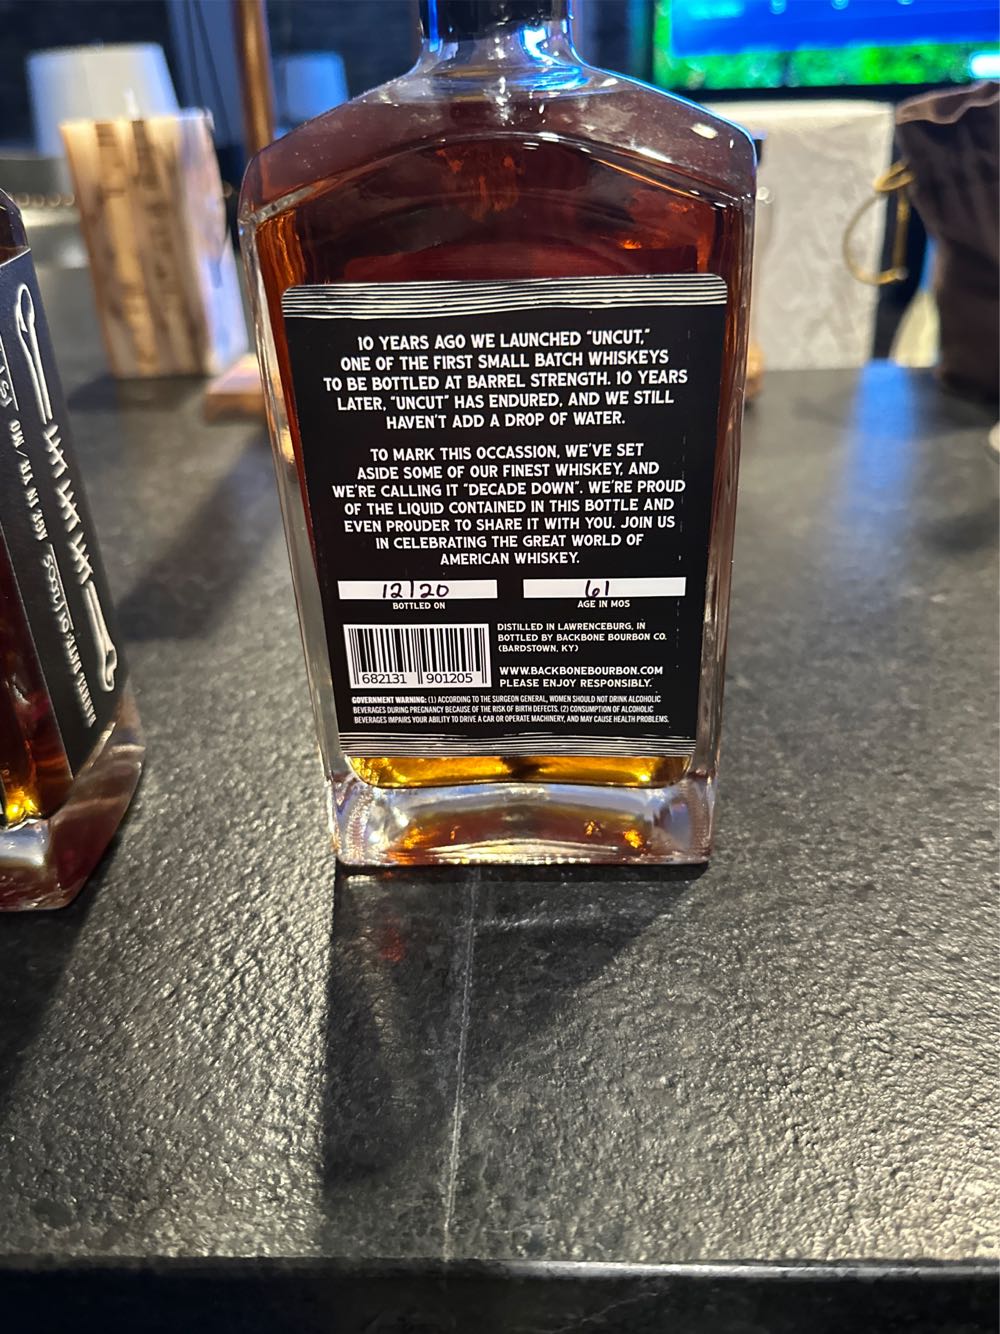 10 YEARS AGO WE LAUNCHED "UNCUT,"
ONE OF THE FIRST SMALL BATCH WHISKEYS
TO BE BOTTLED AT BARREL STRENGTH. 10 YEARS
LATER, "UNCUT" HAS ENDURED, AND WE STILL
HAVEN'T ADD A DROP OF WATER.
TO MARK THIS OCCASSION, WE'VE SET
ASIDE SOME OF OUR FINEST WHISKEY, AND
WE'RE CALLING IT "DECADE DOWN". WE'RE PROUD
OF THE LIQUID CONTAINED IN THIS BOTTLE AND
EVEN PROUDER TO SHARE IT WITH YOU. JOIN US
IN CELEBRATING THE GREAT WORLD OF
AMERICAN WHISKEY.
12/20
BOTTLED ON
61
AGE IN MOS
DISTILLED IN LAWRENCEBURG, IN
BOTTLED BY BACKBONE BOURBON CO.
(BARDSTOWN, KY)
682131 901205
WWW.BACKBONEBOURBON.COM
PLEASE ENJOY RESPONSIBLY.
GOVERNMENT WARNING: (1) ACCORDING TO THE SURGEON GENERAL, WOMEN SHOULD NOT DRINK ALCOHOLIC
BEVERAGES DURING PREGNANCY BECAUSE OF THE RISK OF BIRTH DEFECTS. (2) CONSUMPTION OF ALCOHOLIC
BEVERAGES IMPAIRS YOUR ABILITY TO DRIVE A CAR OR OPERATE MACHINERY, AND MAY CAUSE HEALTH PROBLEMS.